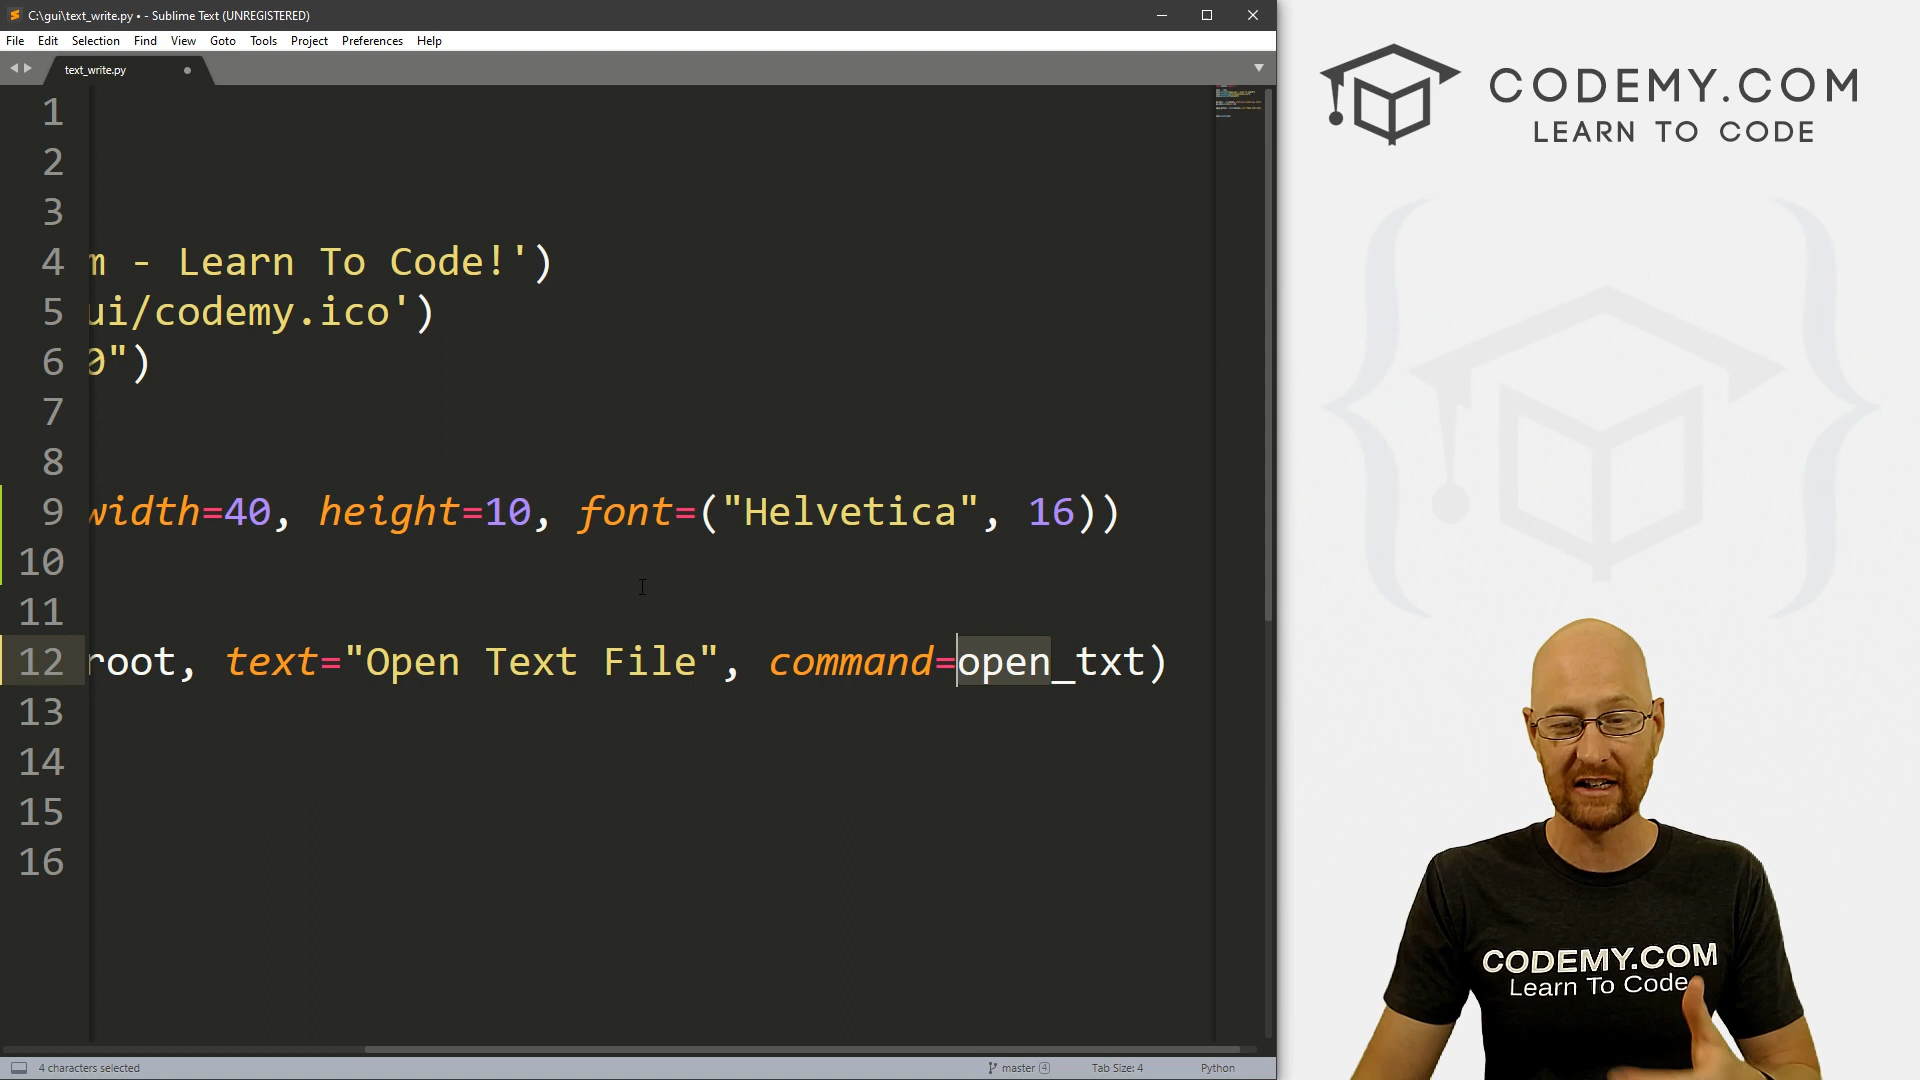 C:\gui\text_write.py • - Sublime Text (UNREGISTERED)
File Edit Selection Find View Goto Tools Project Preferences Help
text_write.py
1
2
3
4 m - Learn To Code!')
5 ui/codemy.ico')
6 0")
7
8
9 width=40, height=10, font=("Helvetica", 16))
10
11
12 root, text="Open Text File", command=open_txt)
13
14
15
16
4 characters selected
master 4
Tab Size: 4
Python
CODEMY.COM
LEARN TO CODE
CODEMY.COM
Learn To Code